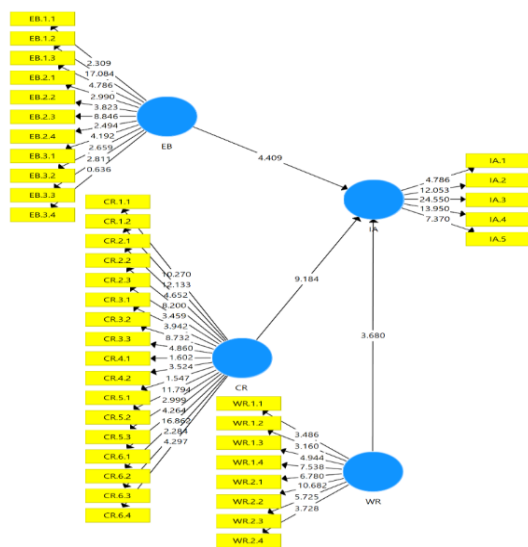 EB.1.1
EB.1.2
EB.1.3
EB.2.1
EB.2.2
EB.2.3
EB.2.4
EB.3.1
EB.3.2
EB.3.3
EB.3.4
2.309
17.084
4.786
2.990
3.823
8.846
2.494
4.192
2.659
2.811
0.636
EB
4.409
IA
4.786
12.053
24.550
13.950
7.370
IA.1
IA.2
IA.3
IA.4
IA.5
CR.1.1
CR.1.2
CR.2.1
CR.2.2
CR.2.3
CR.3.1
CR.3.2
CR.3.3
CR.4.1
CR.4.2
CR.5.1
CR.5.2
CR.5.3
CR.6.1
CR.6.2
CR.6.3
CR.6.4
10.270
12.133
4.652
8.200
3.459
3.942
8.732
4.860
1.602
3.524
1.547
11.794
2.999
4.264
16.862
2.284
4.297
CR
9.184
3.680
WR.1.1
WR.1.2
WR.1.3
WR.1.4
WR.2.1
WR.2.2
WR.2.3
WR.2.4
3.486
3.160
4.944
7.538
6.780
10.682
5.725
3.728
WR